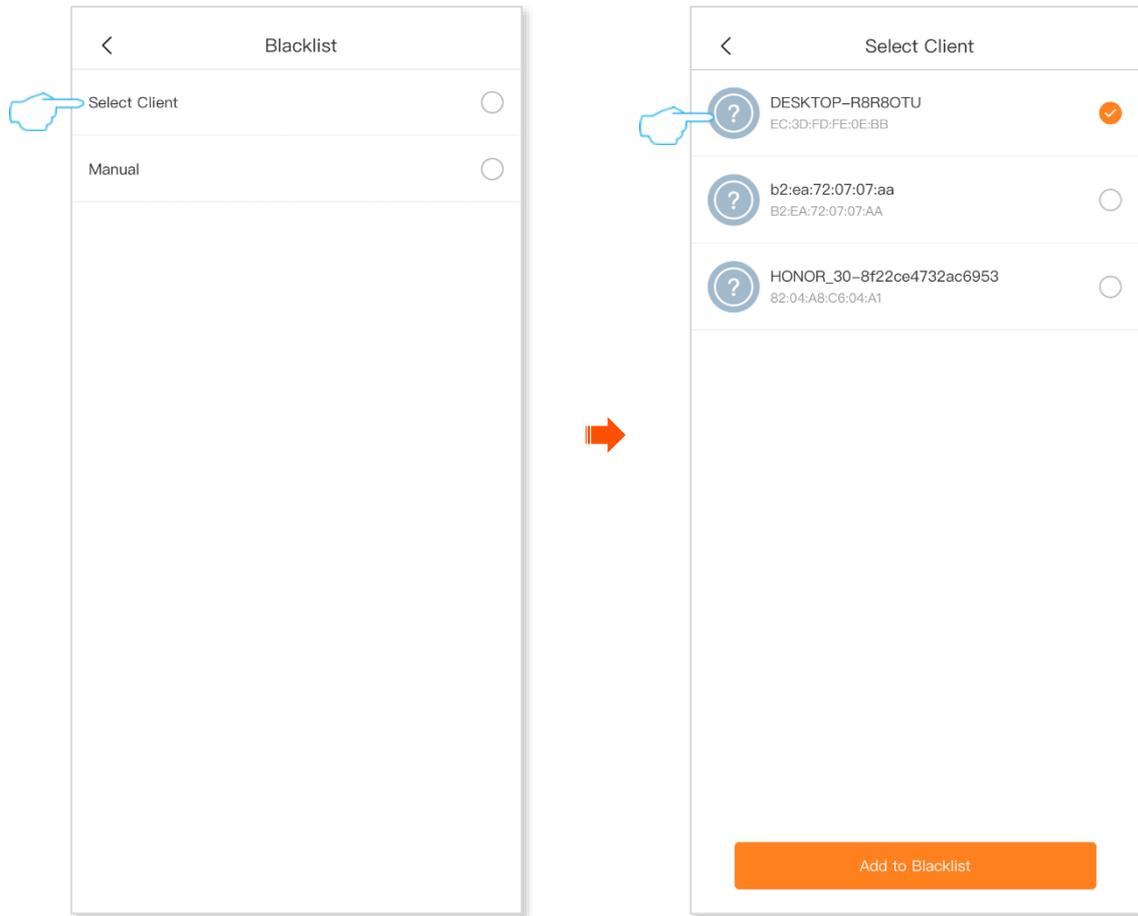 Blacklist
Select Client
Manual
Select Client
DESKTOP-R8R8OTU
EC:3D:FD:FE:0E:BB
b2:ea:72:07:07:aa
B2:EA:72:07:07:AA
HONOR_30-8f22ce4732ac6953
82:04:A8:C6:04:A1
Add to Blacklist